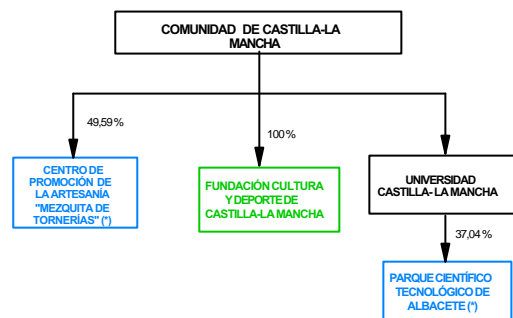 COMUNIDAD DE CASTILLA-LA
MANCHA
49,59 %
100 %
CENTRO DE
PROMOCIÓN DE
LA ARTESANÍA
"MEZQUITA DE
TORNERÍAS" (*)
FUNDACIÓN CULTURA
Y DEPORTE DE
CASTILLA-LA MANCHA
UNIVERSIDAD
CASTILLA- LA MANCHA
37,04 %
PARQUE CIENTÍFICO
TECNOLÓGICO DE
ALBACETE (*)